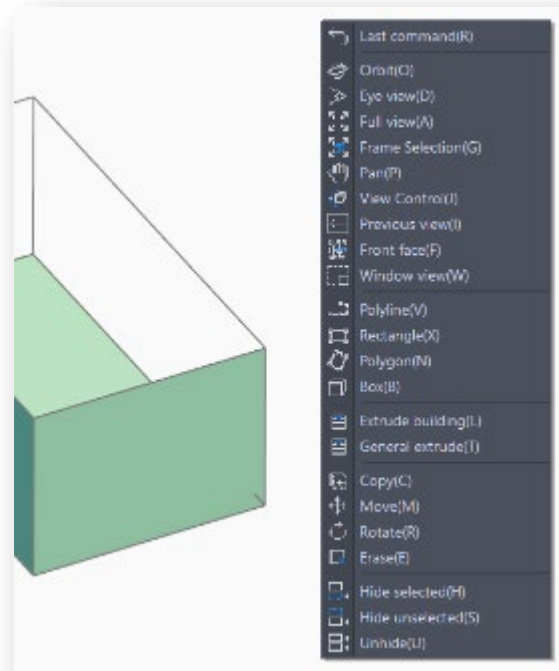 Last command(R)
Orbit(O)
Eye view(D)
Full view(A)
Frame Selection(G)
Pan(P)
View Control(J)
Previous view(I)
Front face(F)
Window view(W)
Polyline(V)
Rectangle(X)
Polygon(N)
Box(B)
Extrude building(L)
General extrude(T)
Copy(C)
Move(M)
Rotate(R)
Erase(E)
Hide selected(H)
Hide unselected(S)
Unhide(U)